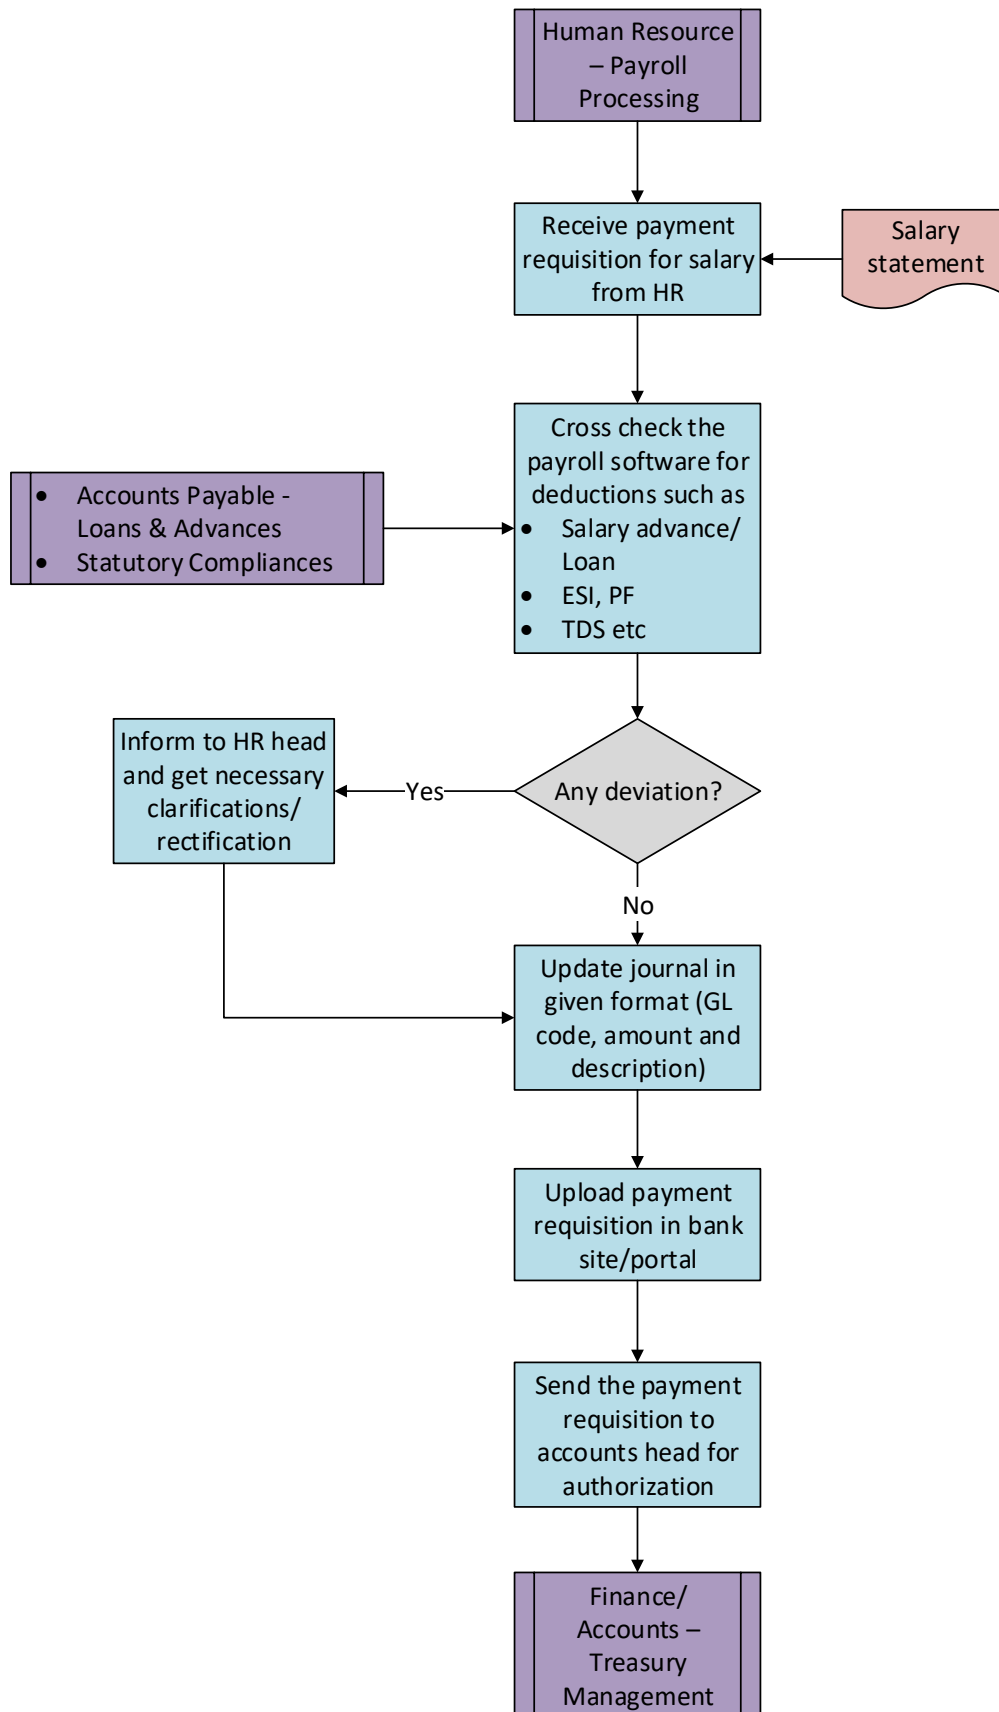 Human Resource
– Payroll
Processing
Receive payment
requisition for salary
from HR
Salary
statement
Cross check the
payroll software for
deductions such as
• Salary advance/
Loan
• ESI, PF
• TDS etc
• Accounts Payable -
Loans & Advances
• Statutory Compliances
Any deviation?
Yes
Inform to HR head
and get necessary
clarifications/
rectification
No
Update journal in
given format (GL
code, amount and
description)
Upload payment
requisition in bank
site/portal
Send the payment
requisition to
accounts head for
authorization
Finance/
Accounts –
Treasury
Management